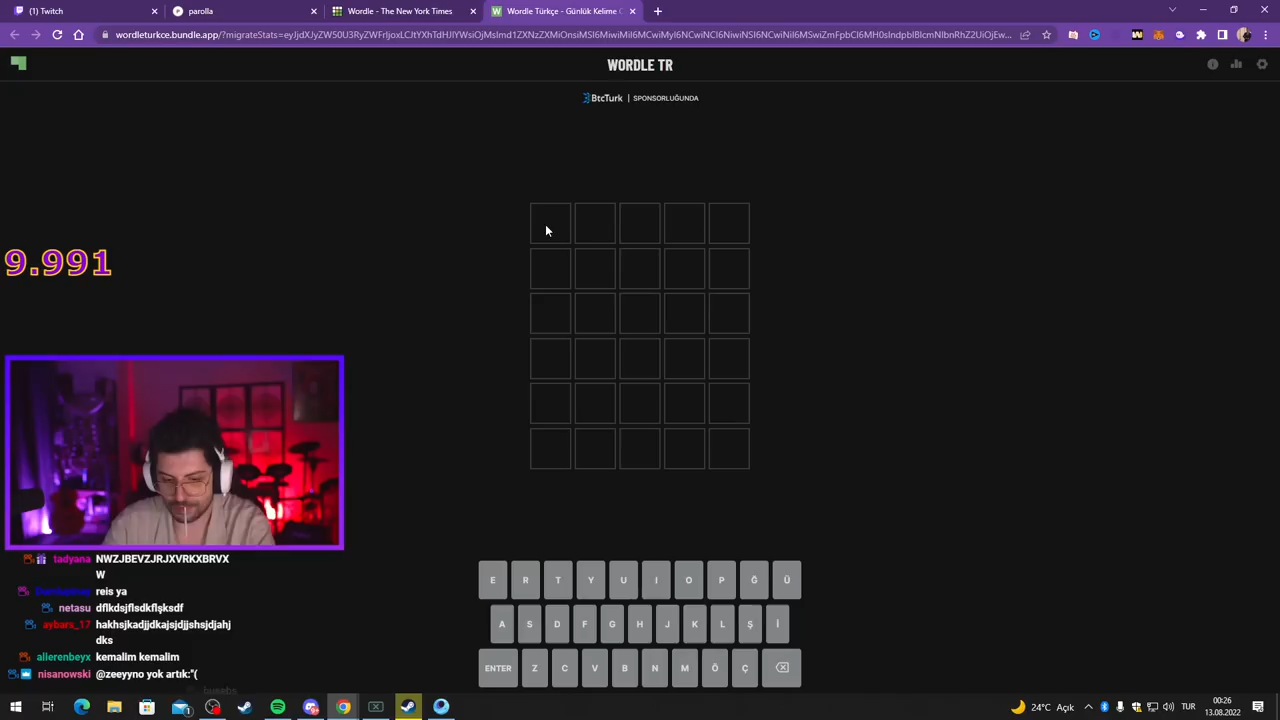 (1) Twitch
parolla
Wordle - The New York Times
Wordle Türkçe - Günlük Kelime C
wordleturkce.bundle.app/?migrateStats=
WORDLE TR
BtcTurk | SPONSORLUĞUNDA
9.991
tadyana NWZJBEVZJRJXVRKXBRVX
W
reis ya
netasu dflkdsjflsdkflşksdf
aybars_17 hakhsjkadjjdkajsjdjjshsjdjahj
dks
allerenbeyx kemalim kemalim
nisanowski @zeeyyno yok artık:"(
E R T Y U I O P Ğ Ü
A S D F G H J K L Ş İ
ENTER Z C V B N M Ö Ç
24°C Açık
TUR
00:26
13.08.2022